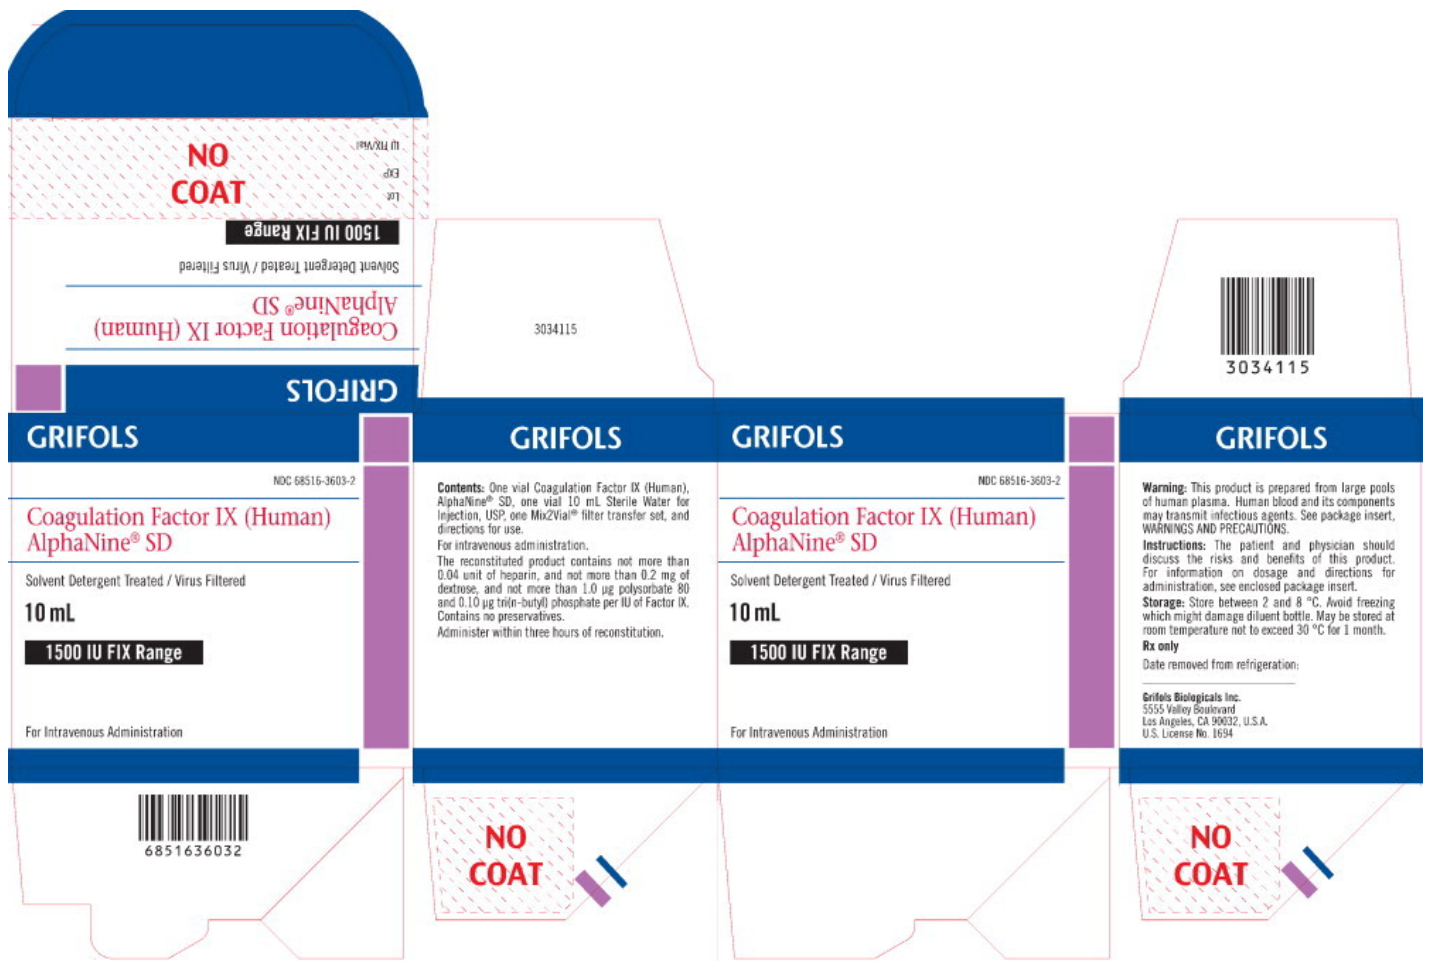 NO
COAT
IU FIX/Vial
EXP
Lot
1500 IU FIX Range
Solvent Detergent Treated / Virus Filtered
Coagulation Factor IX (Human)
AlphaNine® SD
GRIFOLS
GRIFOLS
NDC 68516-3603-2
Coagulation Factor IX (Human)
AlphaNine® SD
Solvent Detergent Treated / Virus Filtered
10 mL
1500 IU FIX Range
For Intravenous Administration
6851636032
3034115
GRIFOLS
Contents: One vial Coagulation Factor IX (Human),
AlphaNine® SD, one vial 10 mL Sterile Water for
Injection, USP, one Mix2Vial® filter transfer set, and
directions for use.
For intravenous administration.
The reconstituted product contains not more than
0.04 unit of heparin, and not more than 0.2 mg of
dextrose, and not more than 1.0 µg polysorbate 80
and 0.10 µg tri(n-butyl) phosphate per IU of Factor IX.
Contains no preservatives.
Administer within three hours of reconstitution.
NO
COAT
GRIFOLS
NDC 68516-3603-2
Coagulation Factor IX (Human)
AlphaNine® SD
Solvent Detergent Treated / Virus Filtered
10 mL
1500 IU FIX Range
For Intravenous Administration
3034115
GRIFOLS
Warning: This product is prepared from large pools
of human plasma. Human blood and its components
may transmit infectious agents. See package insert,
WARNINGS AND PRECAUTIONS.
Instructions: The patient and physician should
discuss the risks and benefits of this product.
For information on dosage and directions for
administration, see enclosed package insert.
Storage: Store between 2 and 8 °C. Avoid freezing
which might damage diluent bottle. May be stored at
room temperature not to exceed 30 °C for 1 month.
Rx only
Date removed from refrigeration:
Grifols Biologicals Inc.
5555 Valley Boulevard
Los Angeles, CA 90032, U.S.A.
U.S. License No. 1694
NO
COAT